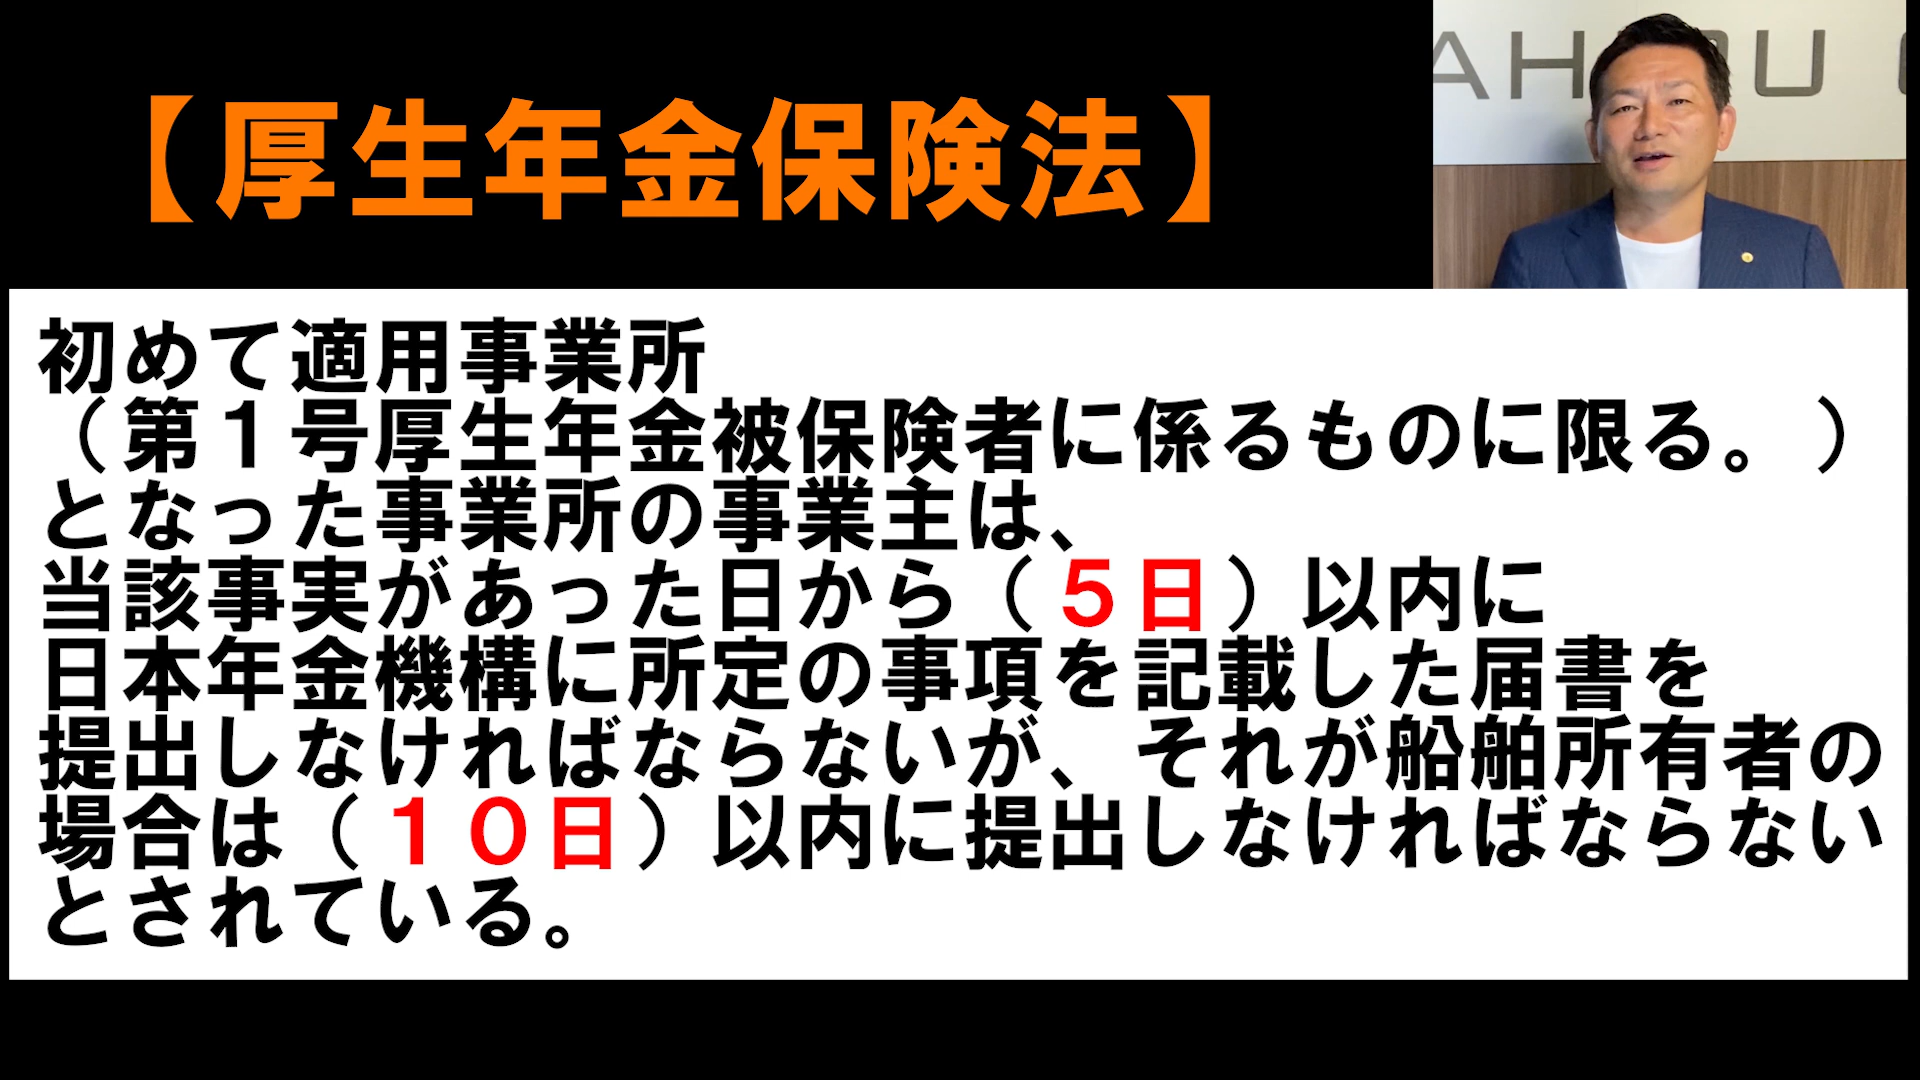 【厚生年金保険法】
初めて適用事業所
（第１号厚生年金被保険者に係るものに限る。）
となった事業所の事業主は、
当該事実があった日から（５日）以内に
日本年金機構に所定の事項を記載した届書を
提出しなければならないが、それが船舶所有者の
場合は（１０日）以内に提出しなければならない
とされている。